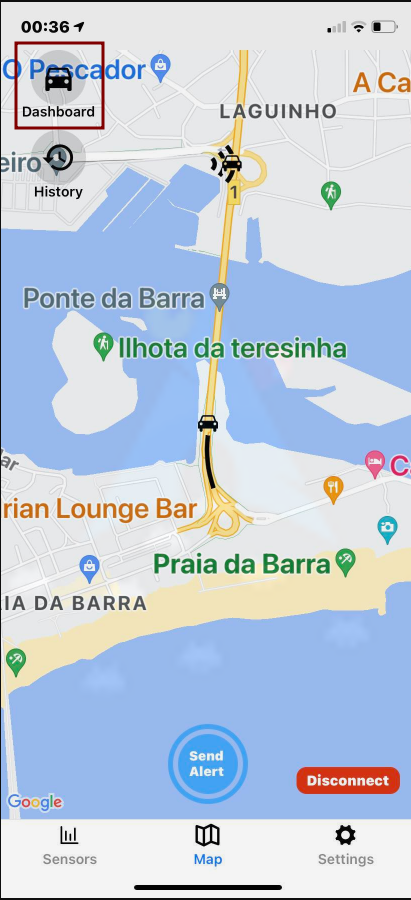 00:36
O Pescador
A Ca
Dashboard
LAGUINHO
eiro
History
1
Ponte da Barra
Ilhota da teresinha
ar
C
rian Lounge Bar
Praia da Barra
IA DA BARRA
Send
Alert
Disconnect
Google
Sensors
Map
Settings